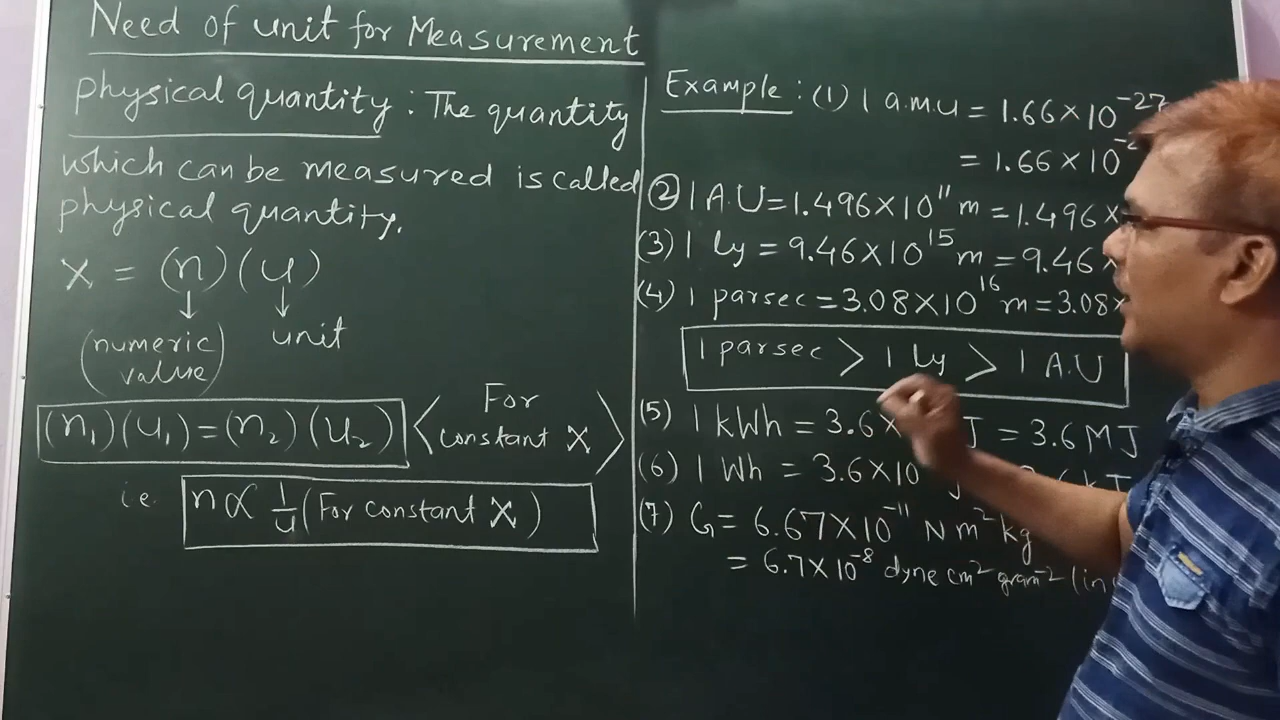 Need of unit for Measurement
physical quantity : The quantity
which can be measured is called
physical quantity.
X = (n)(u)
(numeric value)
unit
(n₁)(u₁)=(n₂)(u₂)
< For constant X >
i.e. n ∝ 1/u (For constant X)
Example : (1) 1 a.m.u = 1.66×10⁻²⁷
= 1.66×10
② 1 A.U=1.496×10¹¹ m = 1.496×
(3) 1 ly = 9.46×10¹⁵ m = 9.46×
(4) 1 parsec = 3.08×10¹⁶ m = 3.08×
1 parsec > 1 ly > 1 A.U
(5) 1 kWh = 3.6× J = 3.6 MJ
(6) 1 Wh = 3.6×10 J
(7) G = 6.67×10⁻¹¹ N m² kg
= 6.7×10⁻⁸ dyne cm² gram⁻² (in